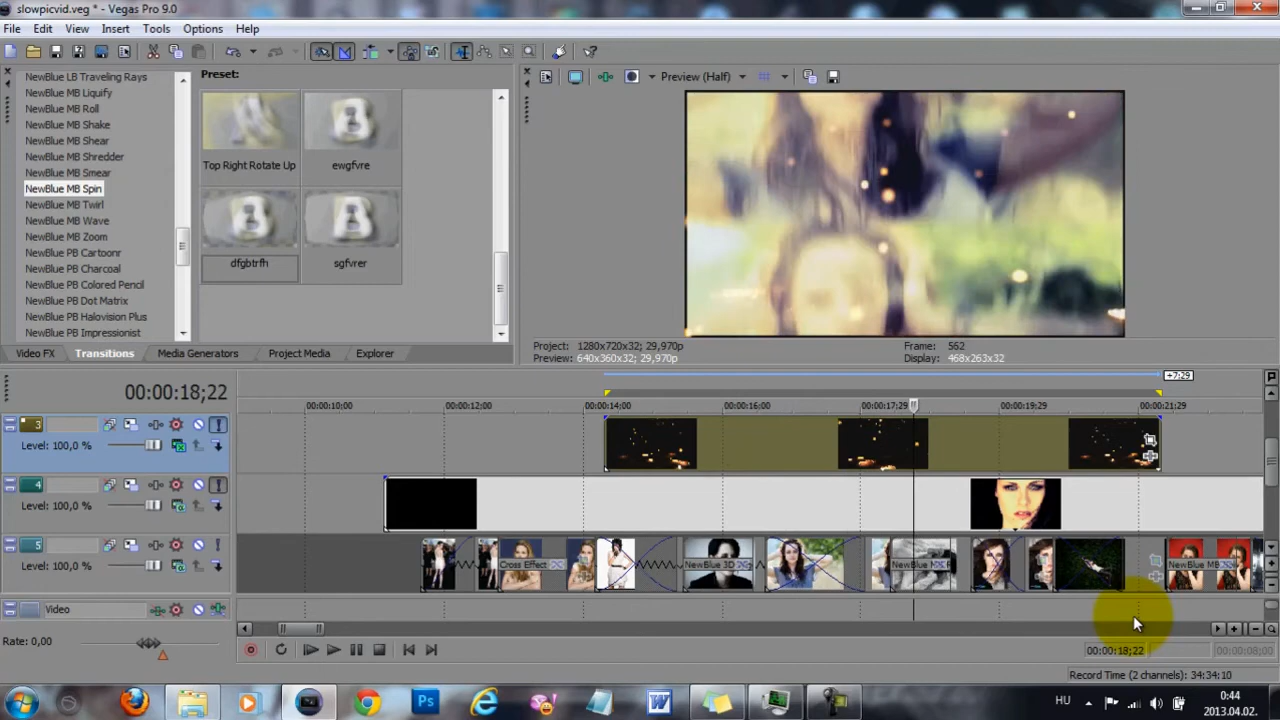 slowpicvid.veg * - Vegas Pro 9.0
File Edit View Insert Tools Options Help
NewBlue LB Traveling Rays
NewBlue MB Liquify
NewBlue MB Roll
NewBlue MB Shake
NewBlue MB Shear
NewBlue MB Shredder
NewBlue MB Smear
NewBlue MB Spin
NewBlue MB Twirl
NewBlue MB Wave
NewBlue MB Zoom
NewBlue PB Cartoonr
NewBlue PB Charcoal
NewBlue PB Colored Pencil
NewBlue PB Dot Matrix
NewBlue PB Halovision Plus
NewBlue PB Impressionist
Preset:
Top Right Rotate Up ewgfvre
dfgbtrfh sgfvrer
Preview (Half)
Project: 1280x720x32; 29,970p Frame: 562
Preview: 640x360x32; 29,970p Display: 468x263x32
Video FX Transitions Media Generators Project Media Explorer
+7;29
00:00:18;22
00:00:10;00 00:00:12;00 00:00:14;00 00:00:16;00 00:00:17;29 00:00:19;29 00:00:21;29
3
Level: 100,0 %
4
Level: 100,0 %
5
Level: 100,0 %
Cross Effect NewBlue 3D NewBlue M NewBlue MB
Video
Rate: 0,00
00:00:18;22 00:00:08;00
Record Time (2 channels): 34:34:10
HU 0:44
2013.04.02.